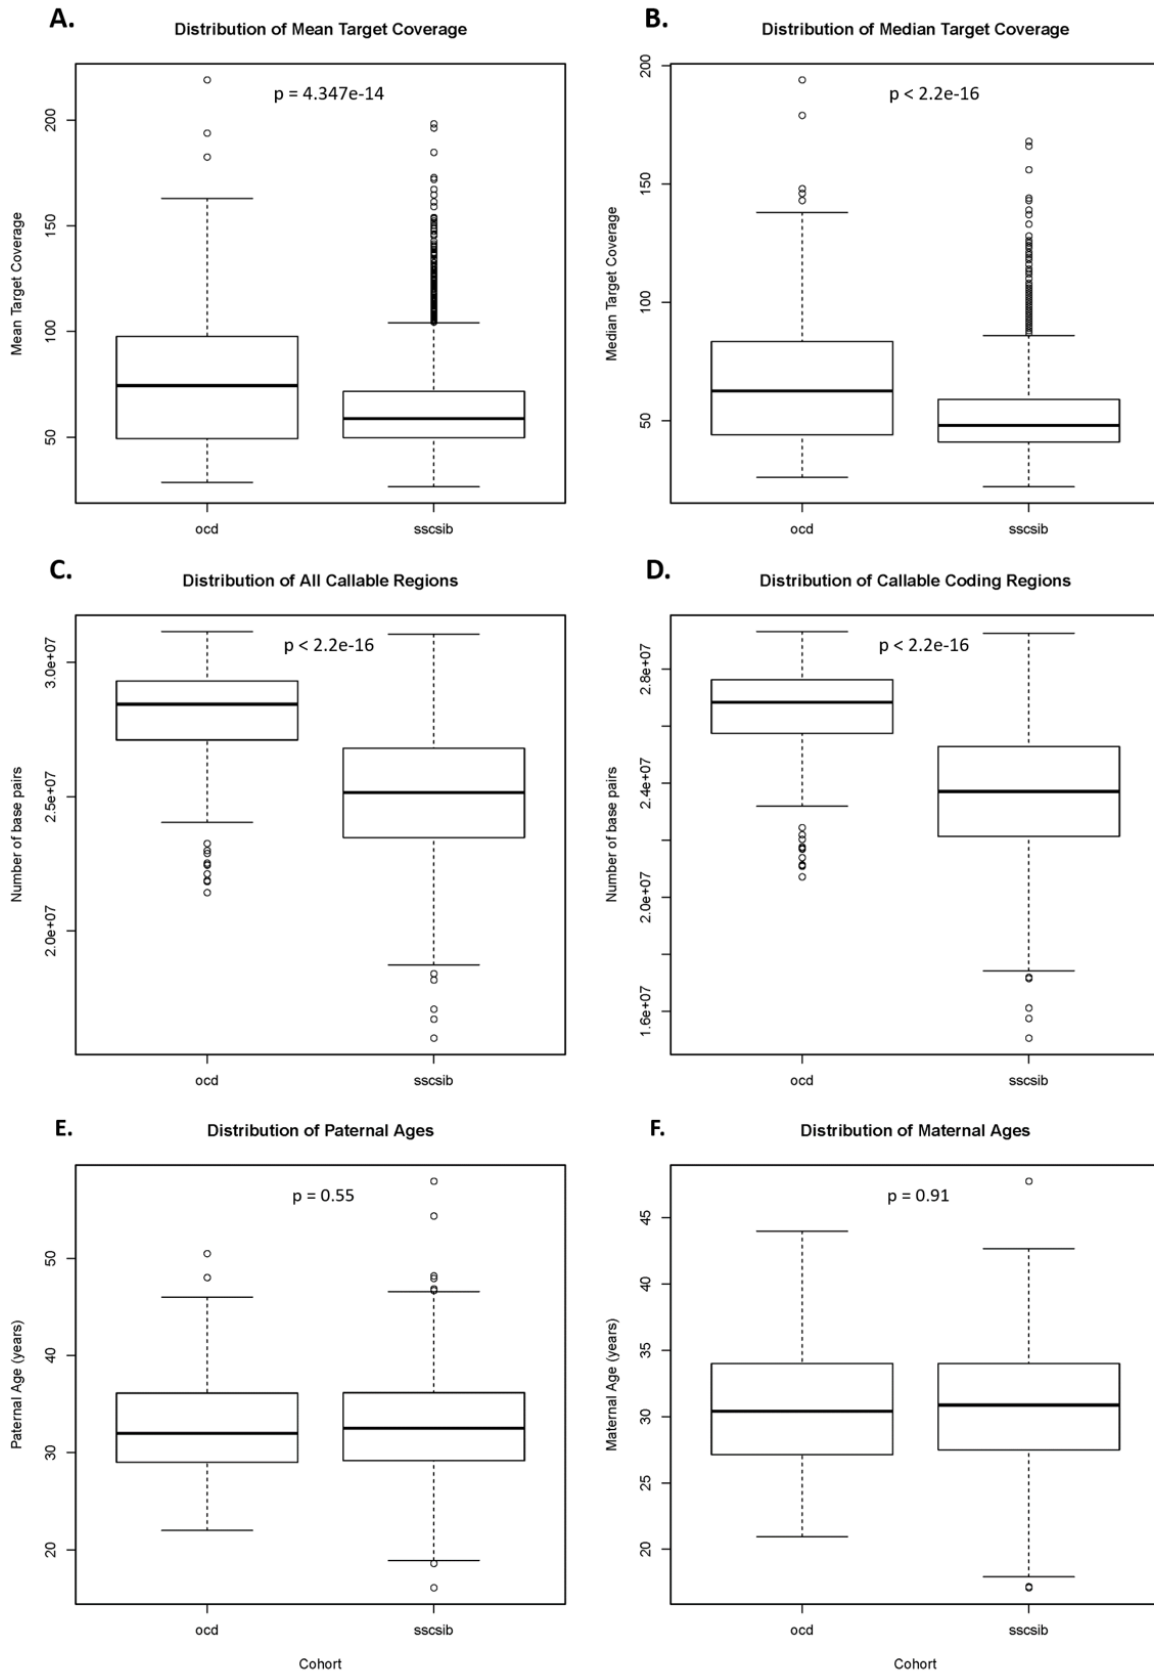 A.
Distribution of Mean Target Coverage
p = 4.347e-14
Mean Target Coverage
200
150
100
50
ocd
sscsib
B.
Distribution of Median Target Coverage
p < 2.2e-16
Median Target Coverage
200
150
100
50
ocd
sscsib
C.
Distribution of All Callable Regions
p < 2.2e-16
Number of base pairs
3.0e+07
2.5e+07
2.0e+07
ocd
sscsib
D.
Distribution of Callable Coding Regions
p < 2.2e-16
Number of base pairs
2.8e+07
2.4e+07
2.0e+07
1.6e+07
ocd
sscsib
E.
Distribution of Paternal Ages
p = 0.55
Paternal Age (years)
50
40
30
20
ocd
sscsib
Cohort
F.
Distribution of Maternal Ages
p = 0.91
Maternal Age (years)
45
40
35
30
25
20
ocd
sscsib
Cohort